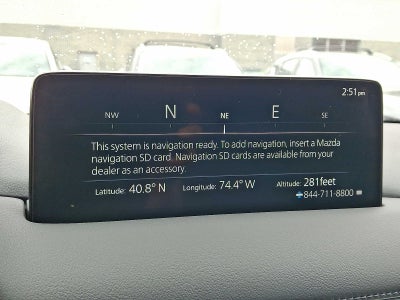 2:51pm
NW N NE E SE
This system is navigation ready. To add navigation, insert a Mazda
navigation SD card. Navigation SD cards are available from your
dealer as an accessory.
Latitude: 40.8° N Longitude: 74.4° W Altitude: 281feet
844-711-8800